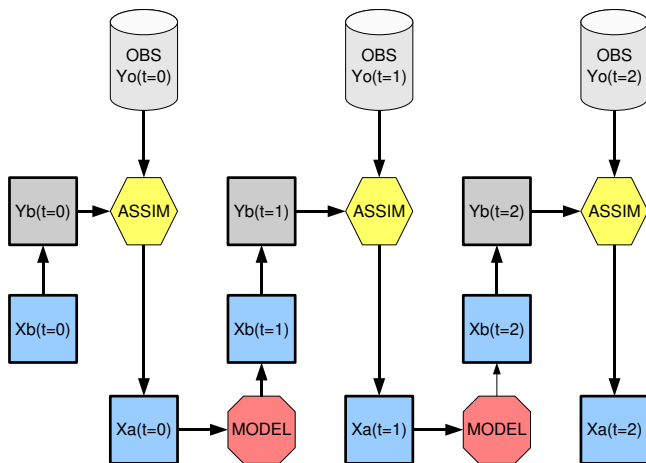 OBS
Yo(t=0)
OBS
Yo(t=1)
OBS
Yo(t=2)
Yb(t=0)
ASSIM
Yb(t=1)
ASSIM
Yb(t=2)
ASSIM
Xb(t=0)
Xb(t=1)
Xb(t=2)
Xa(t=0)
MODEL
Xa(t=1)
MODEL
Xa(t=2)